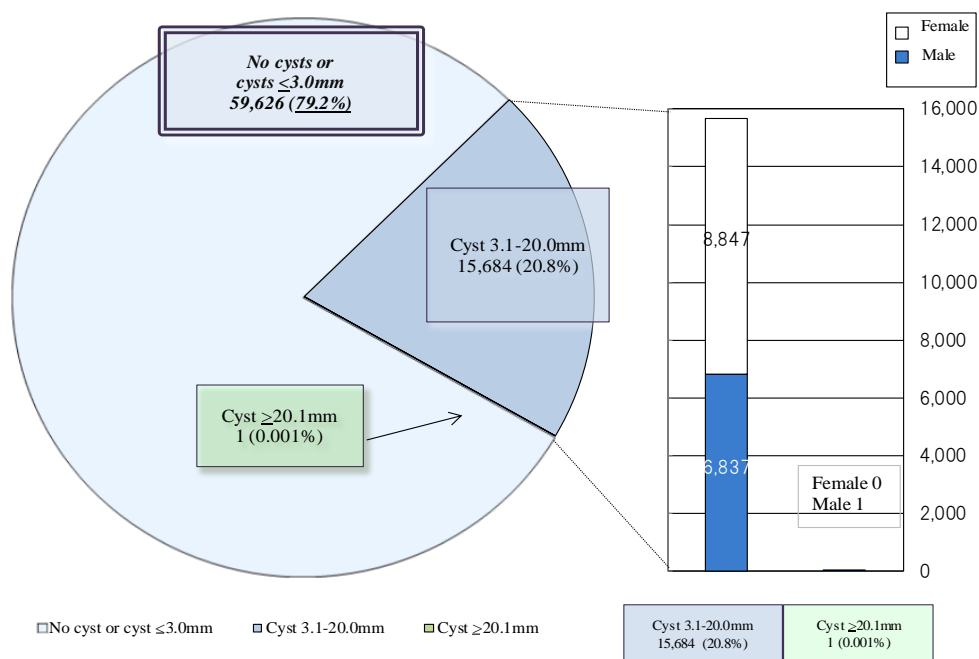 No cysts or
cysts ≤3.0mm
59,626 (79.2%)
Cyst 3.1-20.0mm
15,684 (20.8%)
Cyst ≥20.1mm
1 (0.001%)
Female
Male
16,000
14,000
12,000
10,000
8,000
6,000
4,000
2,000
0
8,847
6,837
Female 0
Male 1
No cyst or cyst ≤3.0mm
Cyst 3.1-20.0mm
Cyst ≥20.1mm
Cyst 3.1-20.0mm
15,684 (20.8%)
Cyst ≥20.1mm
1 (0.001%)